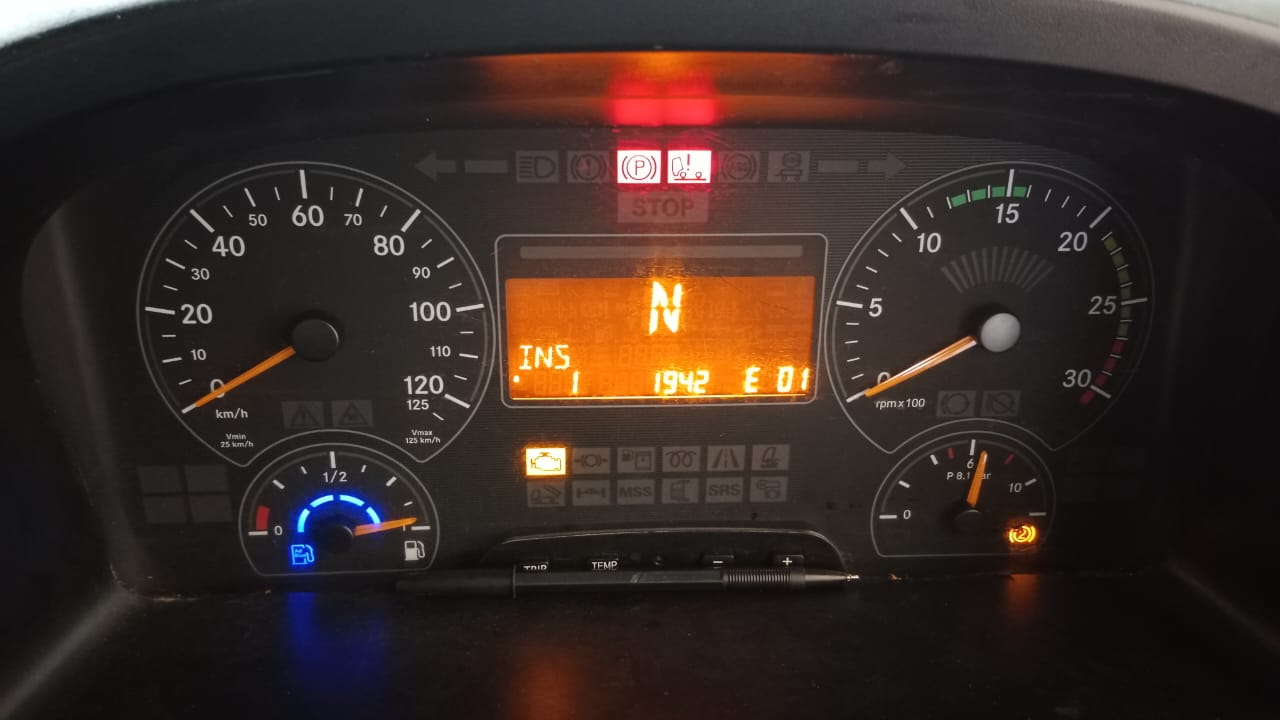 P
STOP
60
50 70
40 80
30 90
20 100
10 110
0 120
125
km/h
Vmin
25 km/h
Vmax
125 km/h
N
INS
1 1942 E 01
15
10 20
5 25
0 30
rpm x 100
MSS SRS
1/2
0 1
6
P 8.1 bar
0 10
2
TRIP TEMP − +